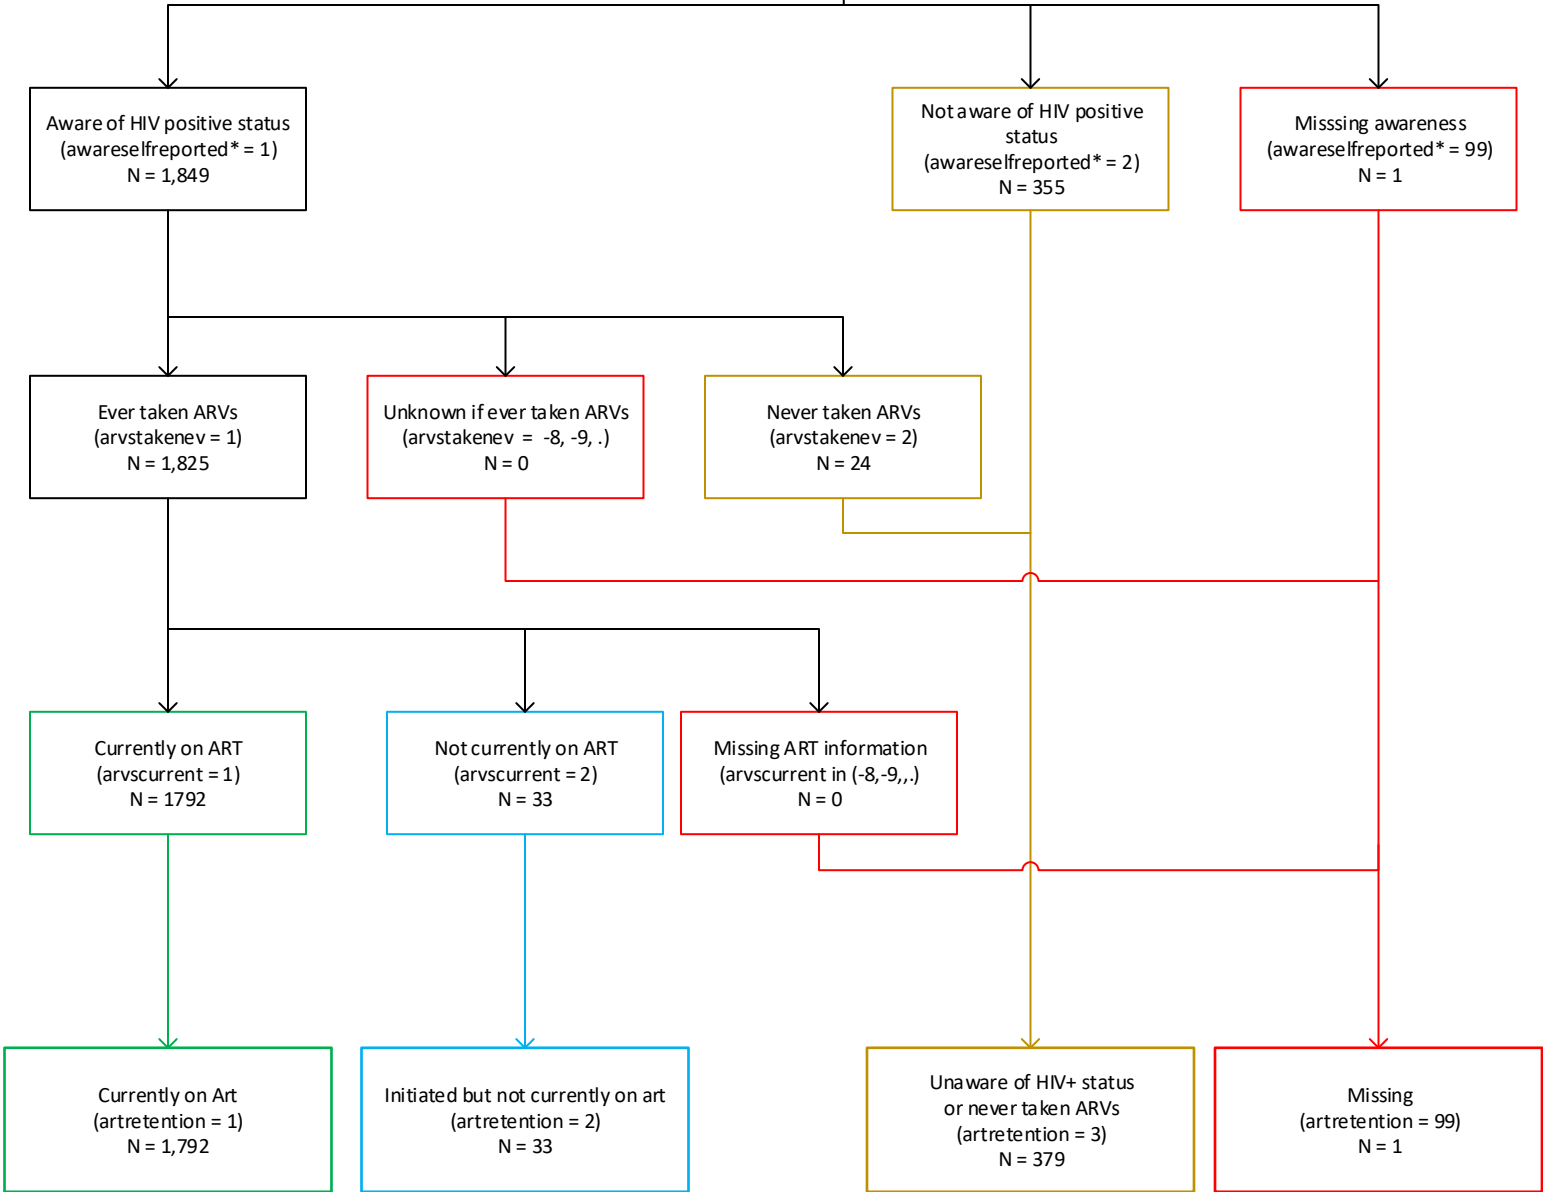 Aware of HIV positive status
(awareselfreported* = 1)
N = 1,849
Not aware of HIV positive
status
(awareselfreported* = 2)
N = 355
Misssing awareness
(awareselfreported* = 99)
N = 1
Ever taken ARVs
(arvstakenev = 1)
N = 1,825
Unknown if ever taken ARVs
(arvstakenev = -8, -9, .)
N = 0
Never taken ARVs
(arvstakenev = 2)
N = 24
Currently on ART
(arvscurrent = 1)
N = 1792
Not currently on ART
(arvscurrent = 2)
N = 33
Missing ART information
(arvscurrent in (-8,-9,,.)
N = 0
Currently on Art
(artretention = 1)
N = 1,792
Initiated but not currently on art
(artretention = 2)
N = 33
Unaware of HIV+ status
or never taken ARVs
(artretention = 3)
N = 379
Missing
(artretention = 99)
N = 1